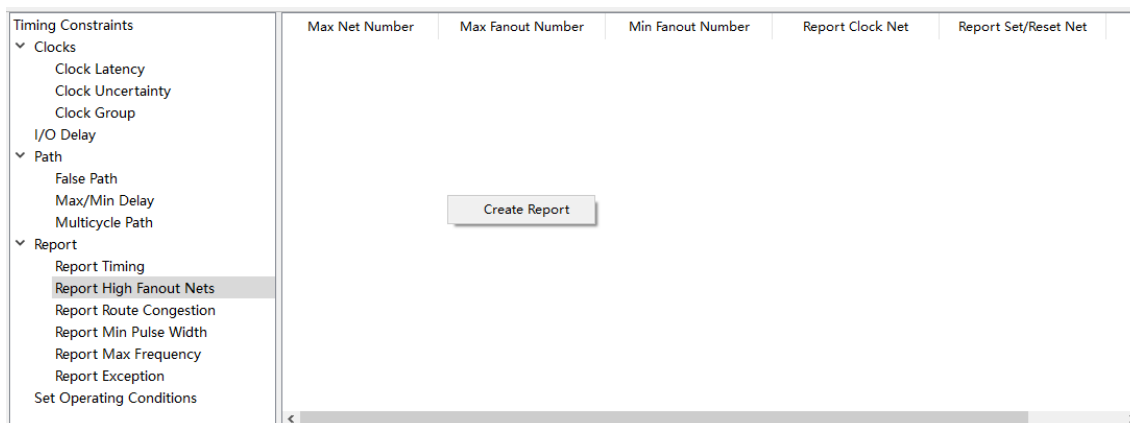 Timing Constraints
Clocks
Clock Latency
Clock Uncertainty
Clock Group
I/O Delay
Path
False Path
Max/Min Delay
Multicycle Path
Report
Report Timing
Report High Fanout Nets
Report Route Congestion
Report Min Pulse Width
Report Max Frequency
Report Exception
Set Operating Conditions
Max Net Number Max Fanout Number Min Fanout Number Report Clock Net Report Set/Reset Net
Create Report